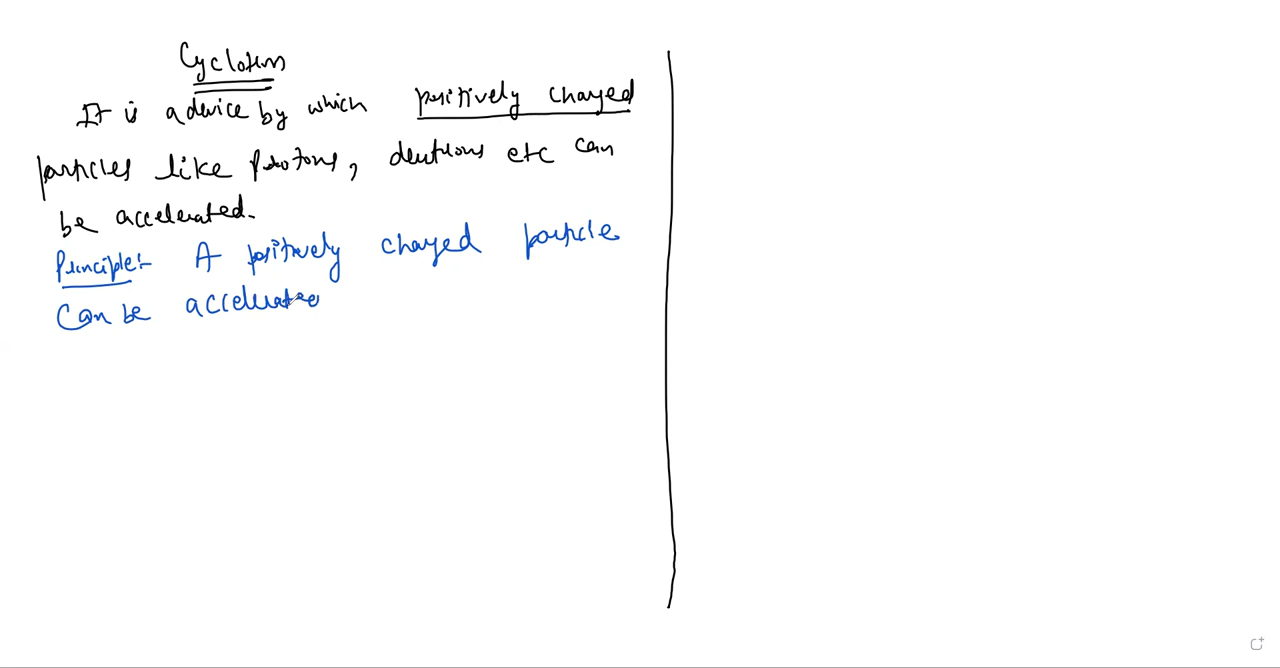 Cyclotron
It is a device by which positively charged
particles like protons, deutrons etc can
be accelerated.
Principle:- A positively charged particle
Can be accelerate